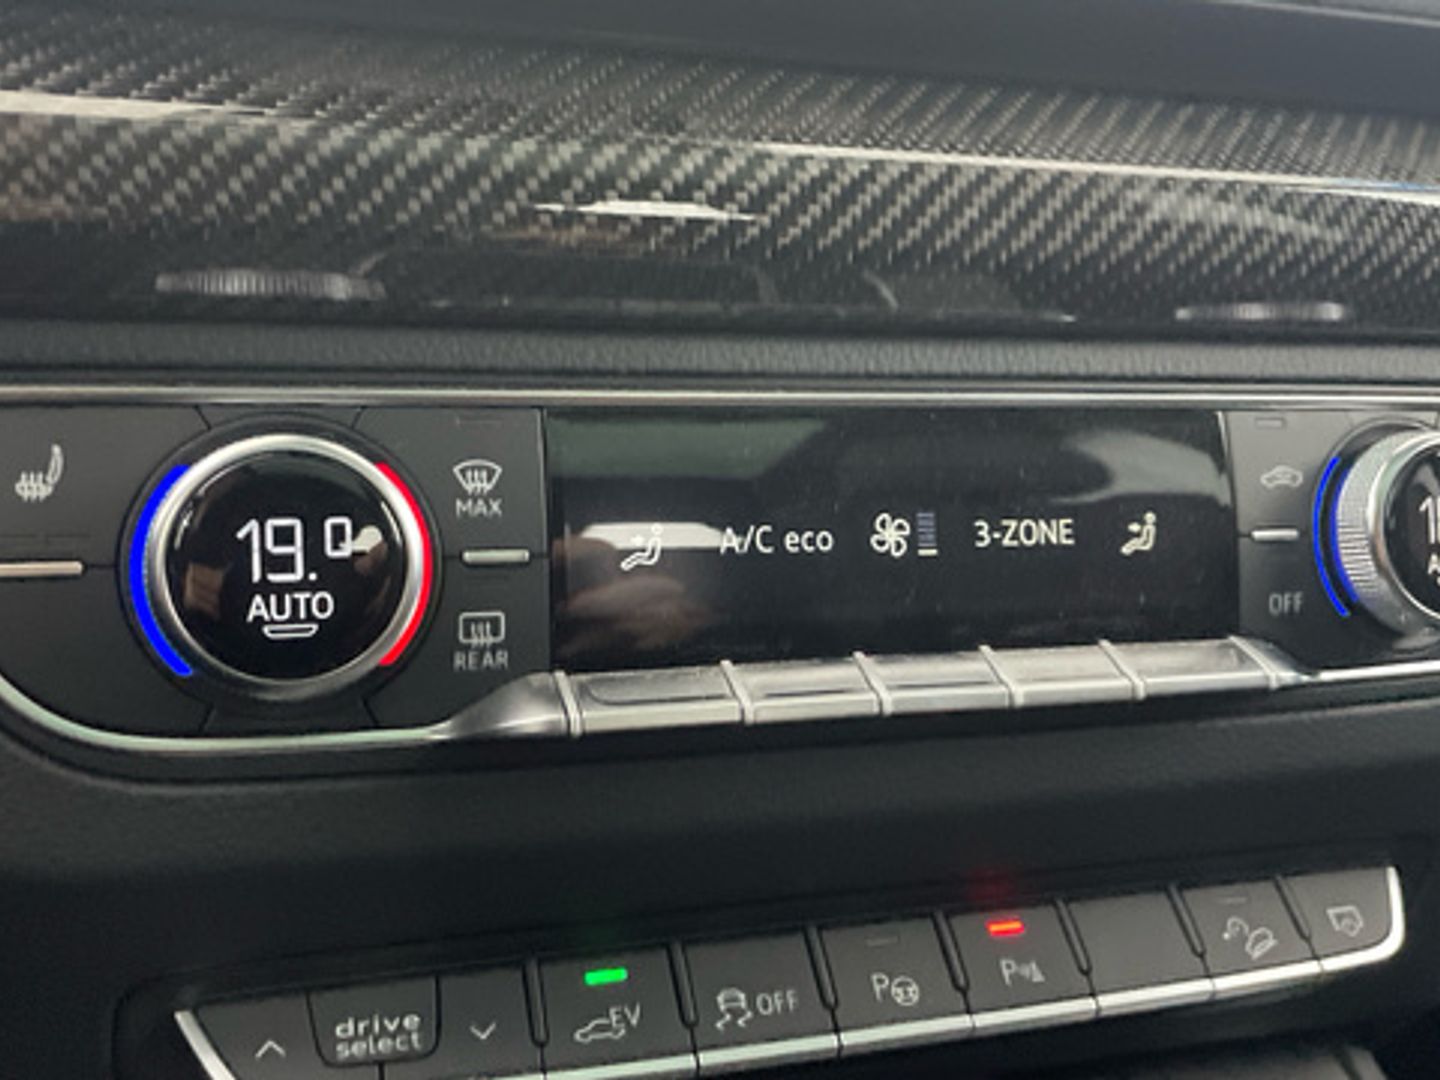 19.0
AUTO
MAX
REAR
A/C eco
3-ZONE
OFF
drive
select
EV
OFF
P
P